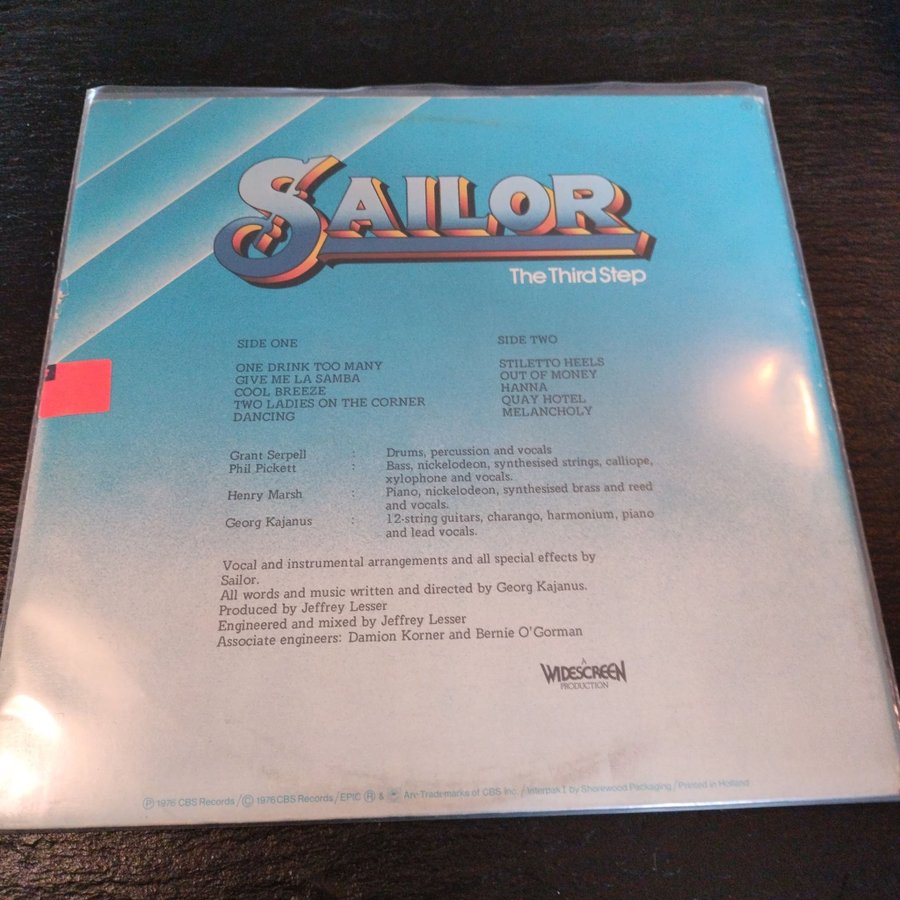 SAILOR
The Third Step
SIDE ONE
ONE DRINK TOO MANY
GIVE ME LA SAMBA
COOL BREEZE
TWO LADIES ON THE CORNER
DANCING
SIDE TWO
STILETTO HEELS
OUT OF MONEY
HANNA
QUAY HOTEL
MELANCHOLY
Grant Serpell : Drums, percussion and vocals
Phil Pickett : Bass, nickelodeon, synthesised strings, calliope,
xylophone and vocals.
Henry Marsh : Piano, nickelodeon, synthesised brass and reed
and vocals.
Georg Kajanus : 12-string guitars, charango, harmonium, piano
and lead vocals.
Vocal and instrumental arrangements and all special effects by
Sailor.
All words and music written and directed by Georg Kajanus.
Produced by Jeffrey Lesser
Engineered and mixed by Jeffrey Lesser
Associate engineers: Damion Korner and Bernie O'Gorman
A
WIDESCREEN
PRODUCTION
Ⓟ 1976 CBS Records / © 1976 CBS Records / EPIC ® & Are Trademarks of CBS Inc. / Interpak I by Shorewood Packaging / Printed in Holland